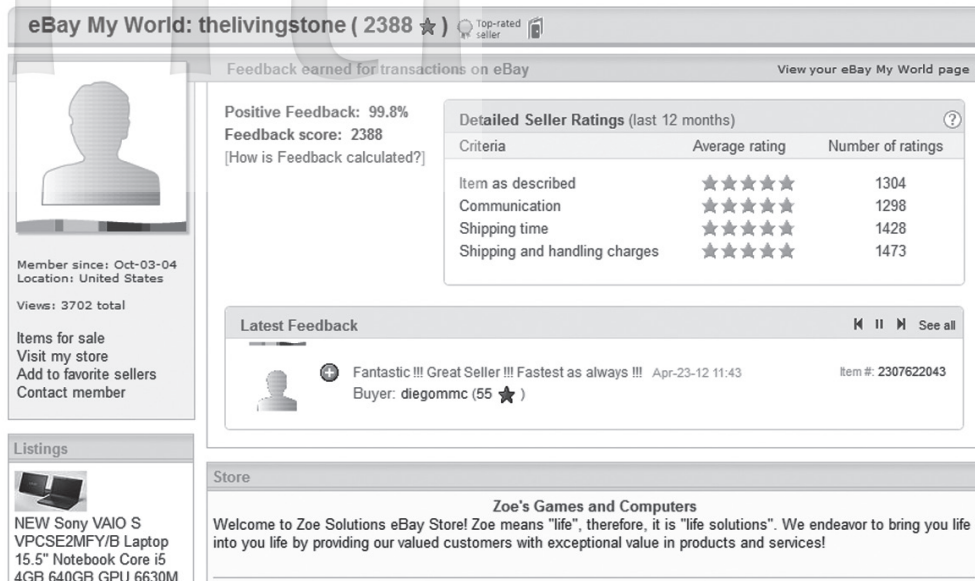 eBay My World: thelivingstone ( 2388 ) Top-rated seller
Feedback earned for transactions on eBay
View your eBay My World page
Positive Feedback: 99.8%
Feedback score: 2388
[How is Feedback calculated?]
Detailed Seller Ratings (last 12 months) ?
Criteria Average rating Number of ratings
Item as described 1304
Communication 1298
Shipping time 1428
Shipping and handling charges 1473
Member since: Oct-03-04
Location: United States
Views: 3702 total
Items for sale
Visit my store
Add to favorite sellers
Contact member
Latest Feedback See all
Fantastic !!! Great Seller !!! Fastest as always !!! Apr-23-12 11:43 Item #: 2307622043
Buyer: diegommc (55 )
Listings
NEW Sony VAIO S
VPCSE2MFY/B Laptop
15.5" Notebook Core i5
4GB 640GB GPU 6630M
Store
Zoe's Games and Computers
Welcome to Zoe Solutions eBay Store! Zoe means "life", therefore, it is "life solutions". We endeavor to bring you life
into you life by providing our valued customers with exceptional value in products and services!